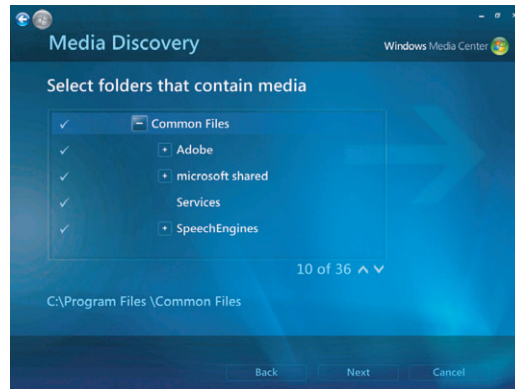 Media Discovery
Windows Media Center
Select folders that contain media
Common Files
Adobe
microsoft shared
Services
SpeechEngines
10 of 36
C:\Program Files \Common Files
Back Next Cancel